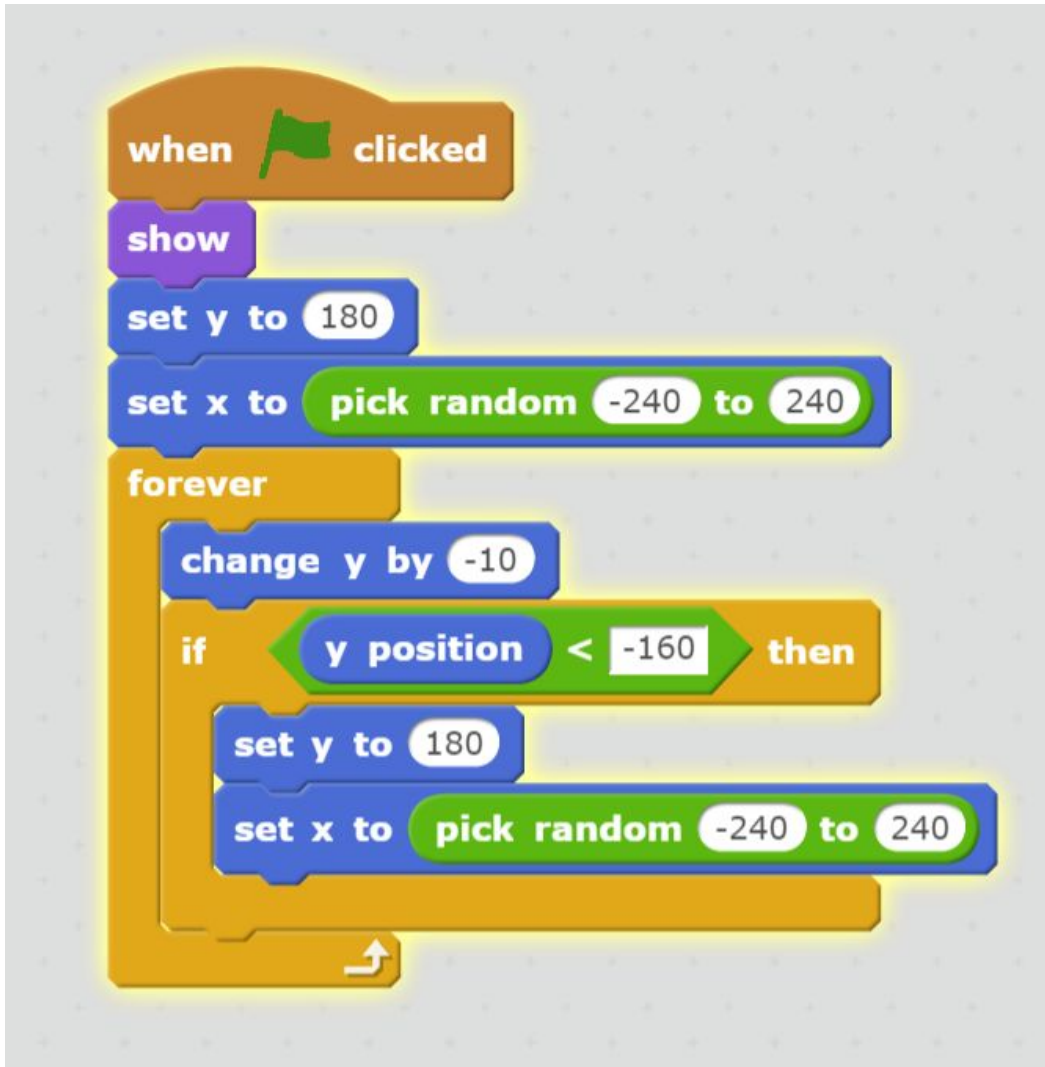 when clicked
show
set y to 180
set x to pick random -240 to 240
forever
change y by -10
if y position < -160 then
set y to 180
set x to pick random -240 to 240